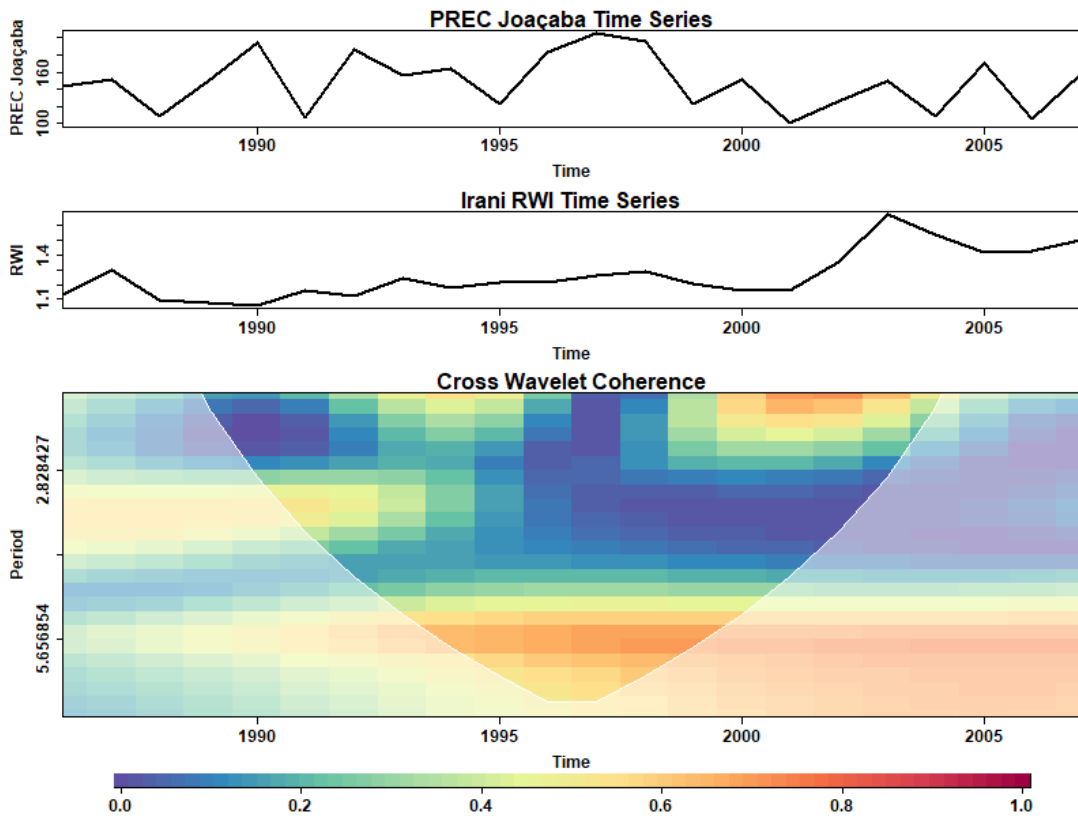 PREC Joaçaba Time Series
PREC Joaçaba
160
100
1990
1995
2000
2005
Time
Irani RWI Time Series
RWI
1.4
1.1
1990
1995
2000
2005
Time
Cross Wavelet Coherence
Period
2.828427
5.656854
1990
1995
2000
2005
Time
0.0
0.2
0.4
0.6
0.8
1.0